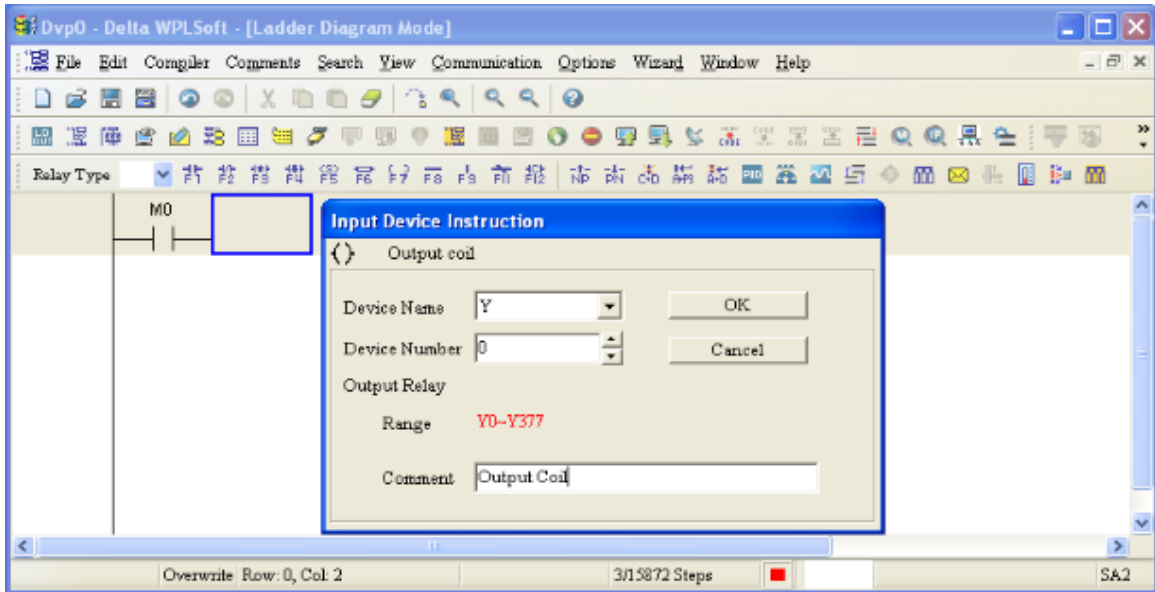 Dvp0 - Delta WPLSoft - [Ladder Diagram Mode]
File Edit Compiler Comments Search View Communication Options Wizard Window Help
Relay Type
M0
Input Device Instruction
Output coil
Device Name Y OK
Device Number 0 Cancel
Output Relay
Range Y0~Y377
Comment Output Coil
Overwrite Row: 0, Col: 2 3/15872 Steps SA2